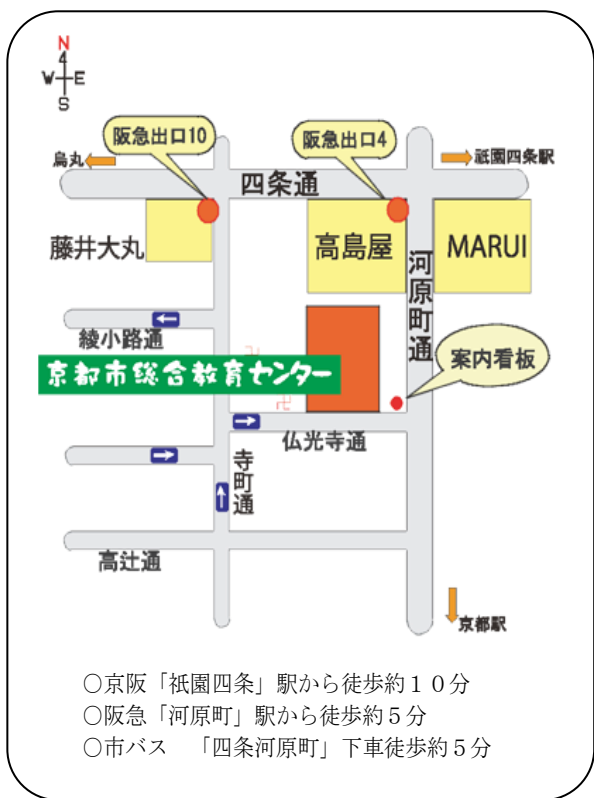 N
W E
S
阪急出口10
阪急出口4
烏丸
祇園四条駅
四条通
藤井大丸
高島屋
河原町通
MARUI
綾小路通
案内看板
卍
京都市総合教育センター
卍
仏光寺通
寺町通
高辻通
京都駅
○京阪「祇園四条」駅から徒歩約１０分
○阪急「河原町」駅から徒歩約５分
○市バス　「四条河原町」下車徒歩約５分